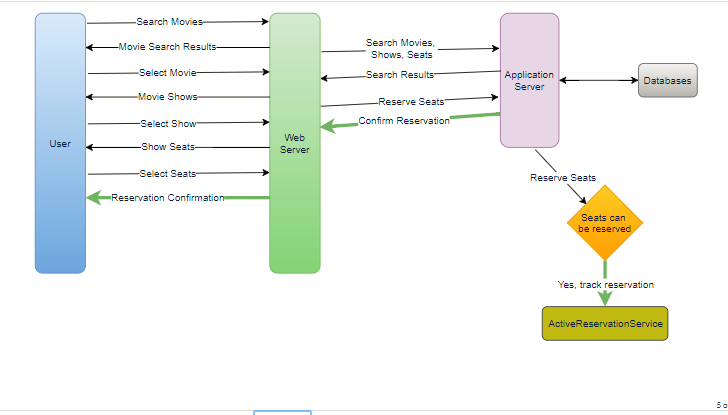 Search Movies
Movie Search Results
Select Movie
Movie Shows
Select Show
Show Seats
Select Seats
Reservation Confirmation
User
Web
Server
Search Movies,
Shows, Seats
Search Results
Reserve Seats
Confirm Reservation
Application
Server
Databases
Reserve Seats
Seats can
be reserved
Yes, track reservation
ActiveReservationService
5 o